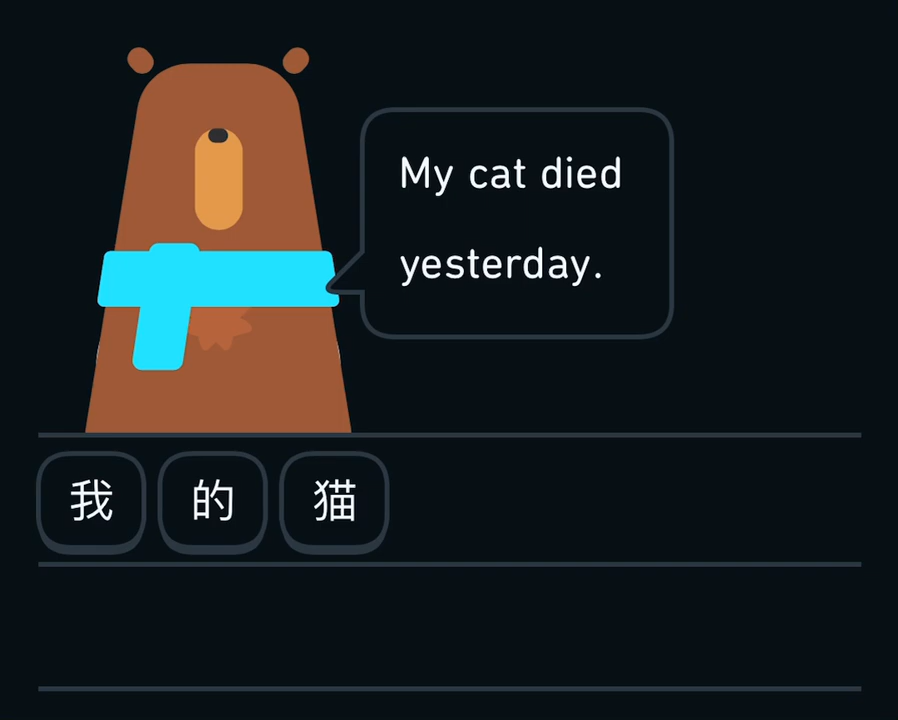 My cat died
yesterday.
我 的 猫